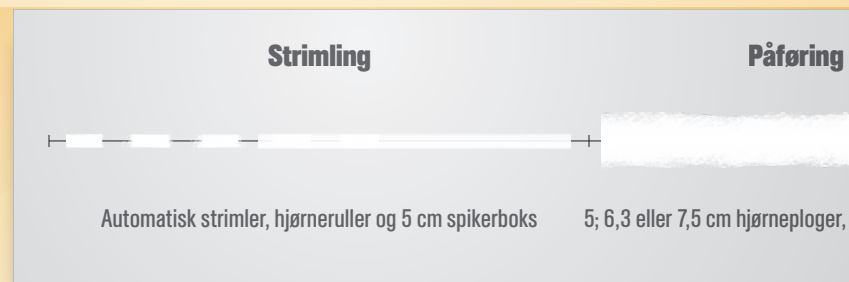 Strimling
Påføring
Automatisk strimler, hjørneruller og 5 cm spikerboks
5; 6,3 eller 7,5 cm hjørneploger,